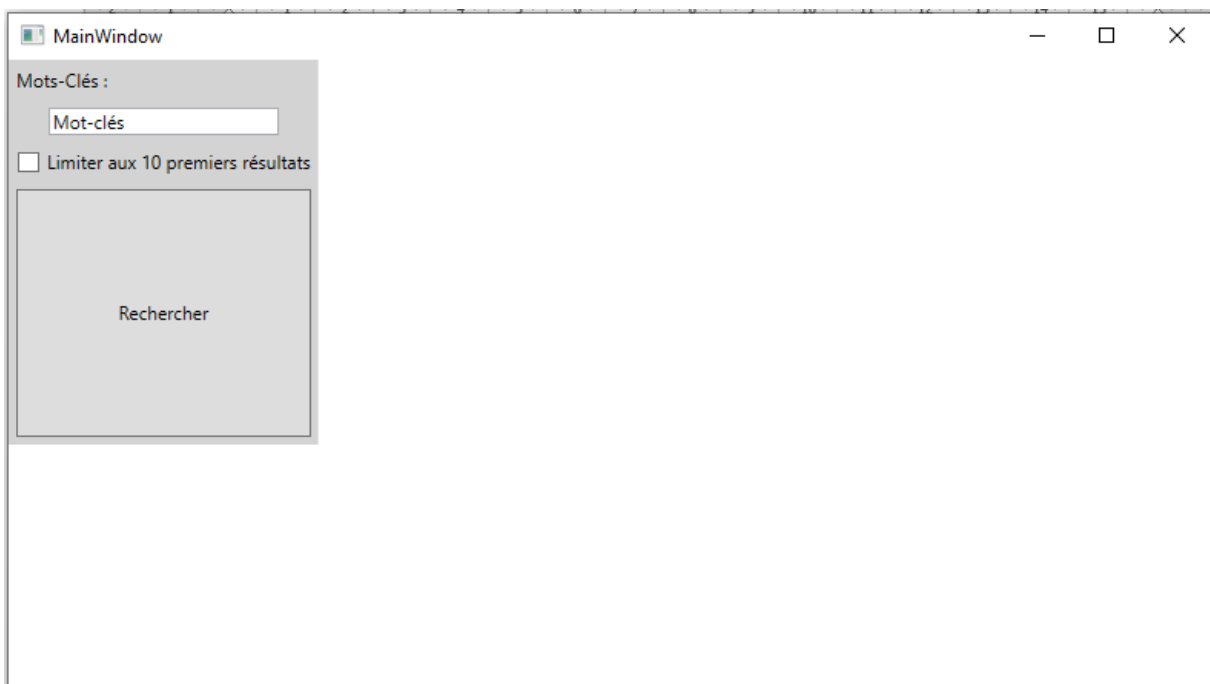 MainWindow
Mots-Clés :
Mot-clés
Limiter aux 10 premiers résultats
Rechercher